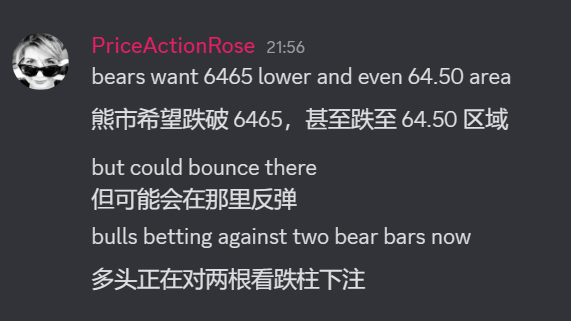 PriceActionRose 21:56
bears want 6465 lower and even 64.50 area
熊市希望跌破 6465，甚至跌至 64.50 区域
but could bounce there
但可能会在那里反弹
bulls betting against two bear bars now
多头正在对两根看跌柱下注